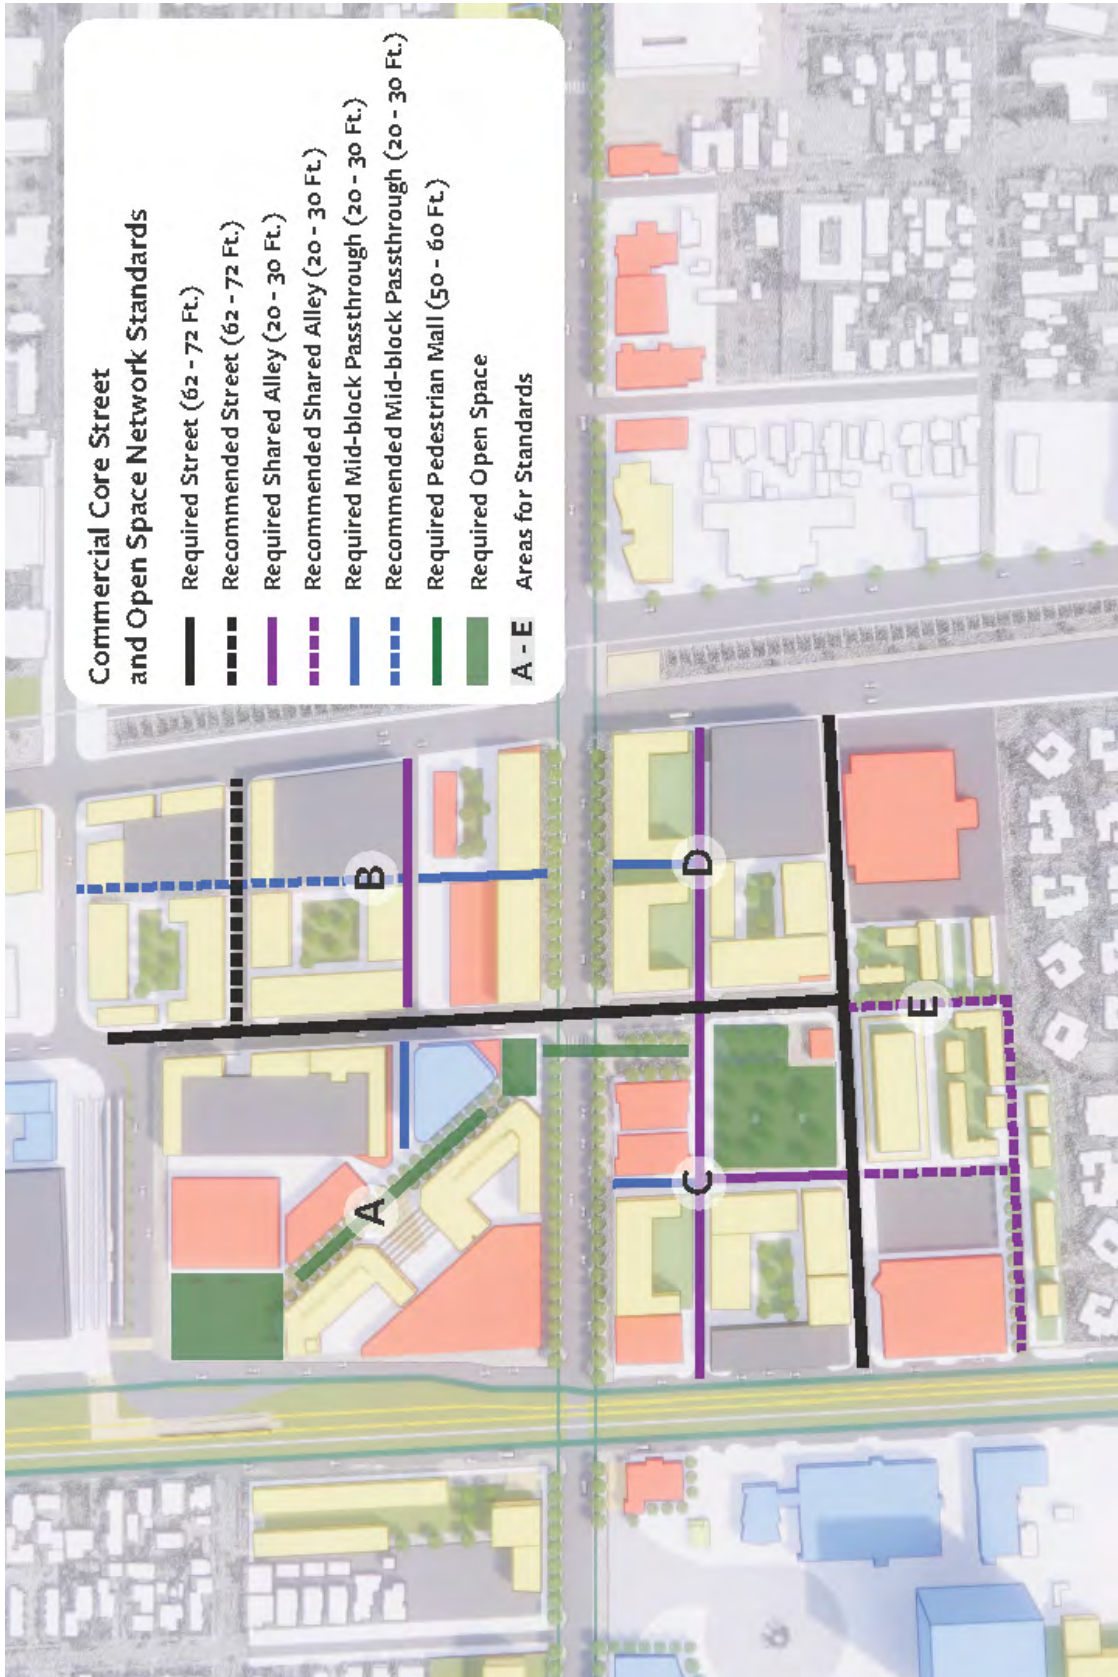 Commercial Core Street
and Open Space Network Standards
Required Street (62 - 72 Ft.)
Recommended Street (62 - 72 Ft.)
Required Shared Alley (20 - 30 Ft.)
Recommended Shared Alley (20 - 30 Ft.)
Required Mid-block Passthrough (20 - 30 Ft.)
Recommended Mid-block Passthrough (20 - 30 Ft.)
Required Pedestrian Mall (50 - 60 Ft.)
Required Open Space
A - E Areas for Standards
A
B
C
D
E